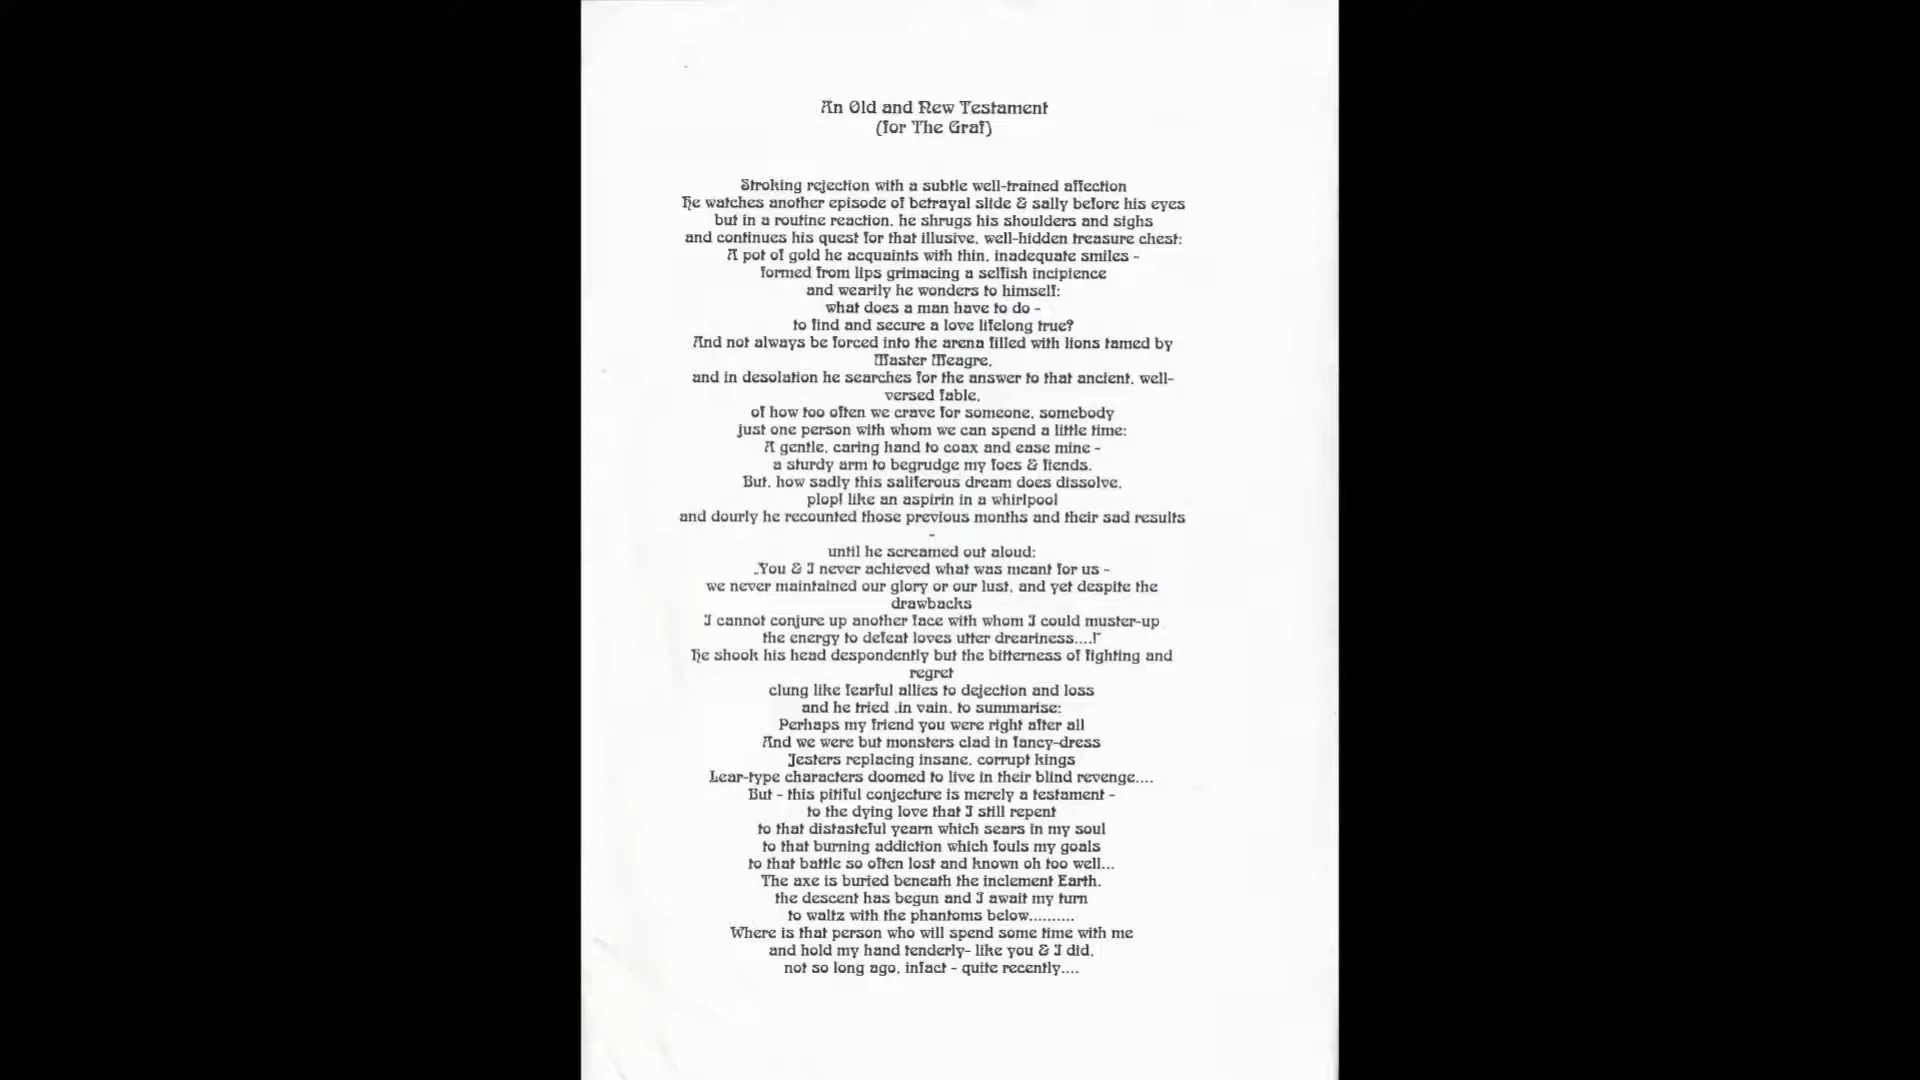 An Old and New Testament
(for The Graf)
Stroking rejection with a subtle well-trained affection
He watches another episode of betrayal slide & sally before his eyes
but in a routine reaction, he shrugs his shoulders and sighs
and continues his quest for that illusive, well-hidden treasure chest:
A pot of gold he acquaints with thin, inadequate smiles -
formed from lips grimacing a selfish incipience
and wearily he wonders to himself:
what does a man have to do -
to find and secure a love lifelong true?
And not always be forced into the arena filled with lions tamed by
Master Meagre,
and in desolation he searches for the answer to that ancient, well-
versed fable,
of how too often we crave for someone, somebody
just one person with whom we can spend a little time:
A gentle, caring hand to coax and ease mine -
a sturdy arm to begrudge my foes & fiends.
But, how sadly this saliferous dream does dissolve,
plop! like an aspirin in a whirlpool
and dourly he recounted those previous months and their sad results
-
until he screamed out aloud:
„You & I never achieved what was meant for us -
we never maintained our glory or our lust, and yet despite the
drawbacks
I cannot conjure up another face with whom I could muster-up
the energy to defeat loves utter dreariness....!"
He shook his head despondently but the bitterness of fighting and
regret
clung like fearful allies to dejection and loss
and he tried ,in vain, to summarise:
Perhaps my friend you were right after all
And we were but monsters clad in fancy-dress
Jesters replacing insane, corrupt kings
Lear-type characters doomed to live in their blind revenge....
But - this pitiful conjecture is merely a testament -
to the dying love that I still repent
to that distasteful yearn which sears in my soul
to that burning addiction which fouls my goals
to that battle so often lost and known oh too well...
The axe is buried beneath the inclement Earth,
the descent has begun and I await my turn
to waltz with the phantoms below..........
Where is that person who will spend some time with me
and hold my hand tenderly- like you & I did,
not so long ago, infact - quite recently....